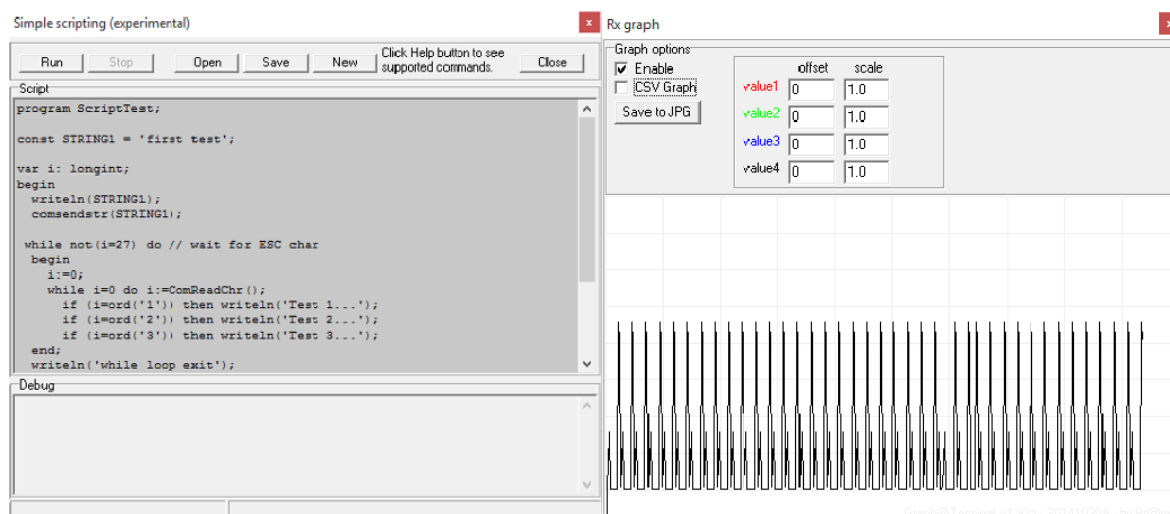 Simple scripting (experimental)
Run Stop Open Save New Click Help button to see supported commands. Close
Script
program ScriptTest;
const STRING1 = 'first test';
var i: longint;
begin
writeln(STRING1);
comsendstr(STRING1);
while not(i=27) do // wait for ESC char
begin
i:=0;
while i=0 do i:=ComReadChr();
if (i=ord('1')) then writeln('Test 1...');
if (i=ord('2')) then writeln('Test 2...');
if (i=ord('3')) then writeln('Test 3...');
end;
writeln('while loop exit');
Debug
Rx graph
Graph options
Enable
CSV Graph
Save to JPG
offset scale
value1 0 1.0
value2 0 1.0
value3 0 1.0
value4 0 1.0